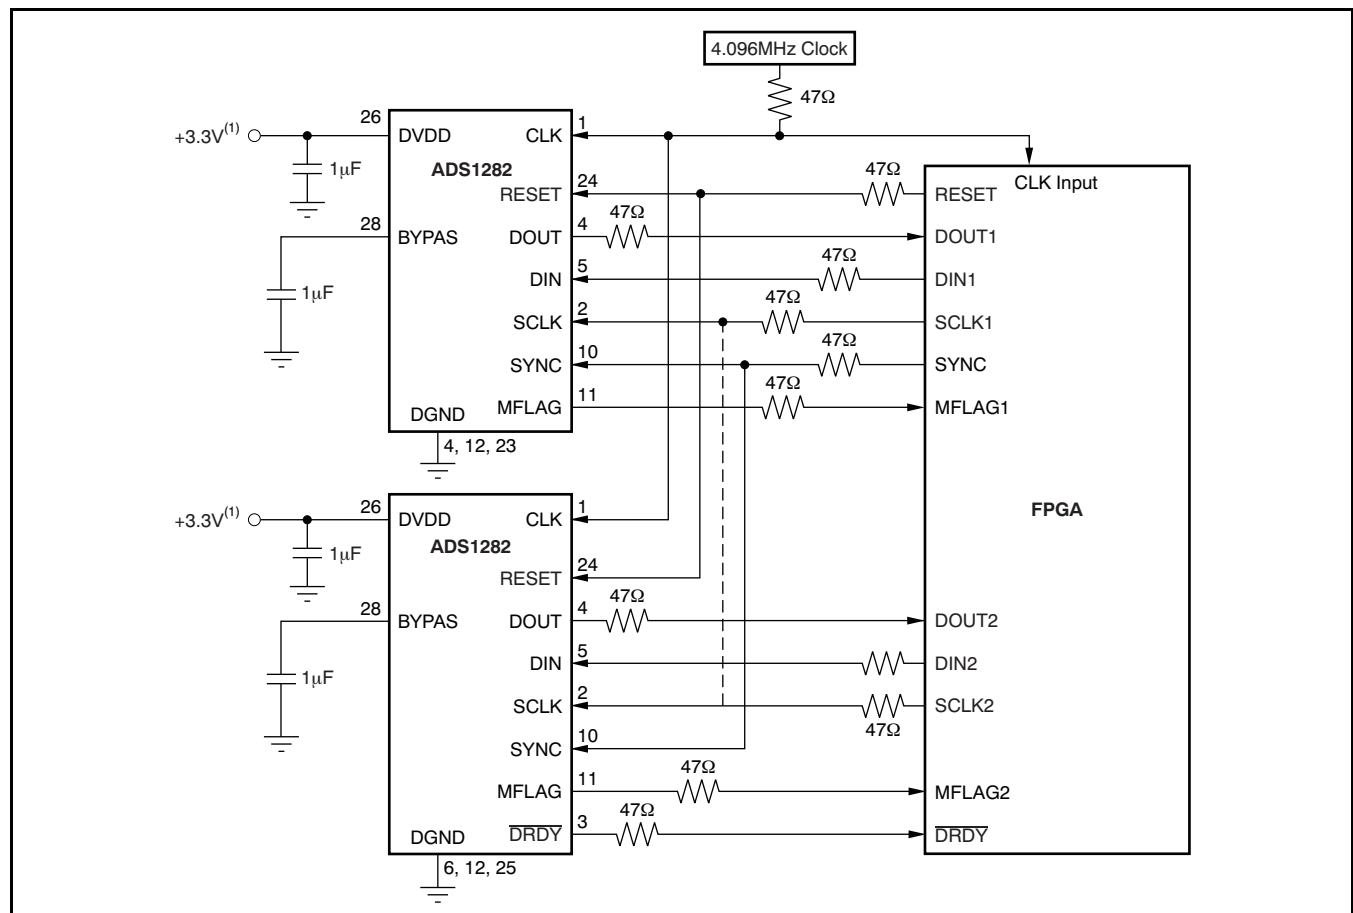 4.096MHz Clock
47Ω
+3.3V(1)
26
DVDD
CLK
1
1μF
ADS1282
47Ω
CLK Input
RESET
24
RESET
28
BYPAS
DOUT
4
47Ω
DOUT1
1μF
DIN
5
47Ω
DIN1
SCLK
2
47Ω
SCLK1
SYNC
10
47Ω
SYNC
DGND
MFLAG
11
47Ω
MFLAG1
4, 12, 23
FPGA
+3.3V(1)
26
DVDD
CLK
1
1μF
ADS1282
RESET
24
28
BYPAS
DOUT
4
47Ω
DOUT2
DIN
5
DIN2
1μF
SCLK
2
47Ω
SCLK2
SYNC
10
MFLAG
11
47Ω
MFLAG2
DGND
DRDY
3
47Ω
DRDY
6, 12, 25